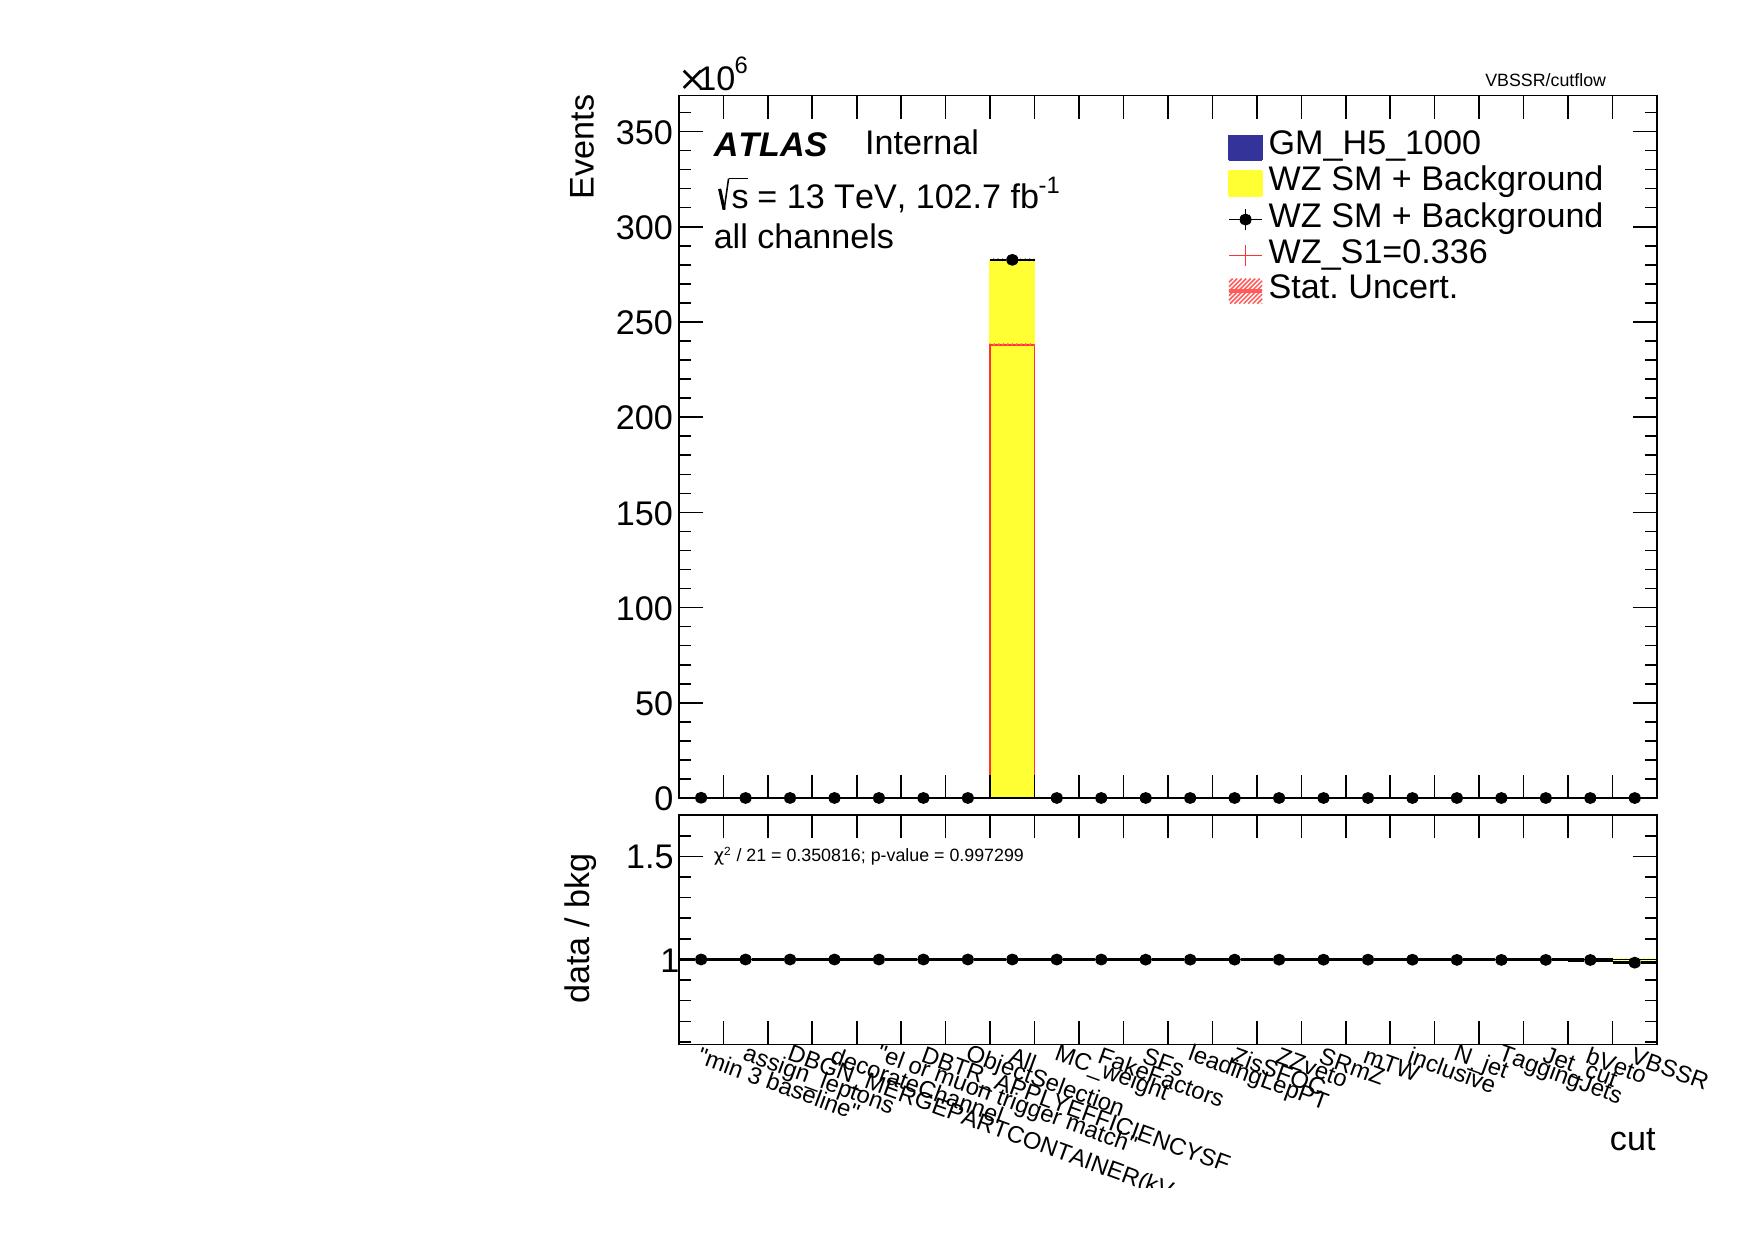 ×10⁶
VBSSR/cutflow
Events
350
300
250
200
150
100
50
0
ATLAS Internal
√s = 13 TeV, 102.7 fb⁻¹
all channels
GM_H5_1000
WZ SM + Background
WZ SM + Background
WZ_S1=0.336
Stat. Uncert.
data / bkg
1.5
1
χ² / 21 = 0.350816; p-value = 0.997299
"min 3 baseline"
assign_leptons
DBGN_MERGEPARTCONTAINER(kV
decorateChannel
"el or muon trigger match"
DBTR_APPLYEFFICIENCYSF
ObjectSelection
All
MC_weight
FakeFactors
SFs
leadingLepPT
ZisSFOC
ZZveto
SRmZ
mTW
inclusive
N_jet
TaggingJets
Jet_cut
bVeto
VBSSR
cut